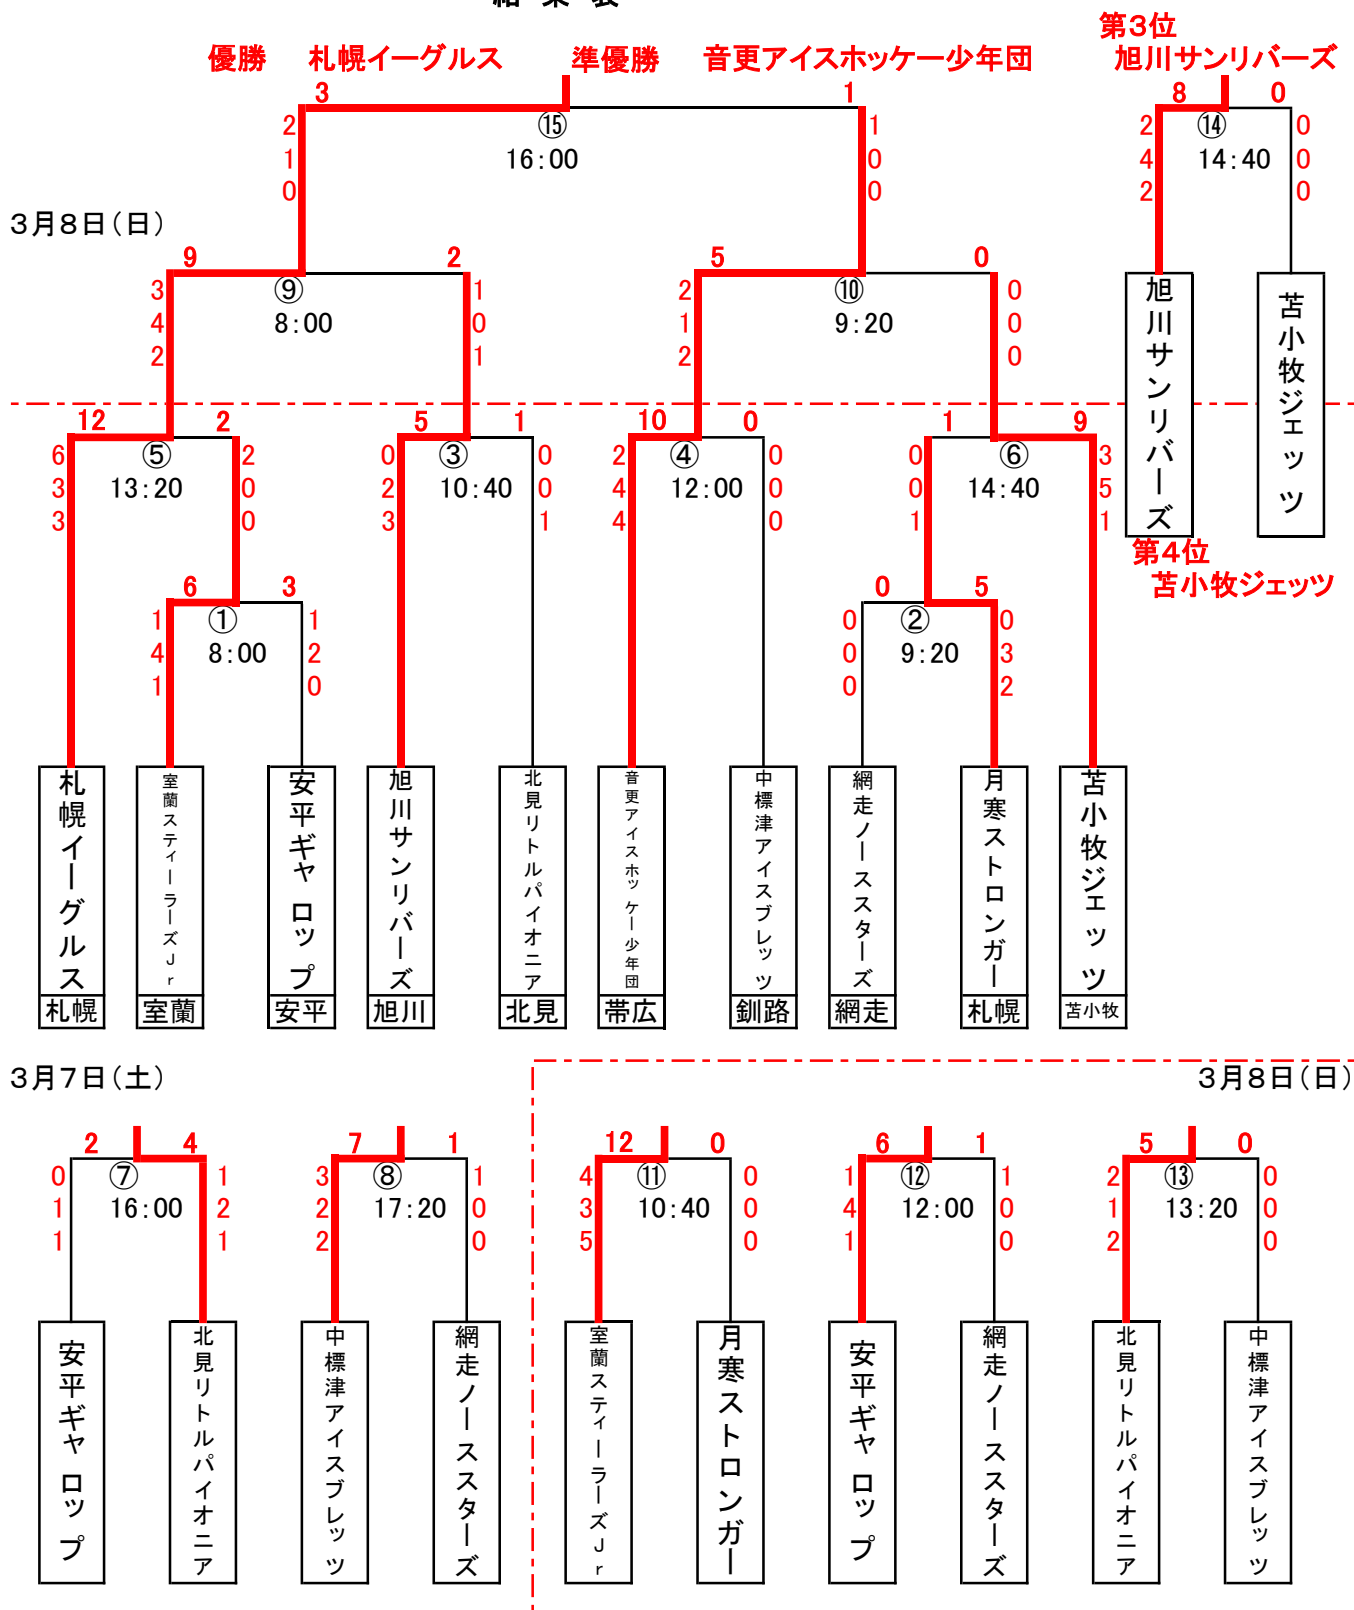 結 果 表
第3位
優勝 札幌イーグルス 準優勝 音更アイスホッケー少年団 旭川サンリバーズ
3 1 8 0
⑮ ⑭
16:00 14:40
2 1 2 0
1 0 4 0
0 0 2 0
3月8日(日)
9 2 5 0
⑨ ⑩
8:00 9:20
3 1 2 0
4 0 1 0
2 1 2 0
旭川サンリバーズ
苫小牧ジェッツ
12 2 5 1 10 0 1 9
⑤ ③ ④ ⑥
13:20 10:40 12:00 14:40
6 2 0 0 2 0 0 3
3 0 2 0 4 0 0 5
3 0 3 1 4 0 1 1
第4位
苫小牧ジェッツ
6 3 0 5
① ②
8:00 9:20
1 1 0 0
4 2 0 3
1 0 0 2
札幌イーグルス
室蘭スティーラーズJr
安平ギャロップ
旭川サンリバーズ
北見リトルパイオニア
音更アイスホッケー少年団
中標津アイスブレッツ
網走ノーススターズ
月寒ストロンガー
苫小牧ジェッツ
札幌 室蘭 安平 旭川 北見 帯広 釧路 網走 札幌 苫小牧
3月7日(土) 3月8日(日)
2 4 7 1 12 0 6 1 5 0
⑦ ⑧ ⑪ ⑫ ⑬
16:00 17:20 10:40 12:00 13:20
0 1 3 1 4 0 1 1 2 0
1 2 2 0 3 0 4 0 1 0
1 1 2 0 5 0 1 0 2 0
安平ギャロップ
北見リトルパイオニア
中標津アイスブレッツ
網走ノーススターズ
室蘭スティーラーズJr
月寒ストロンガー
安平ギャロップ
網走ノーススターズ
北見リトルパイオニア
中標津アイスブレッツ